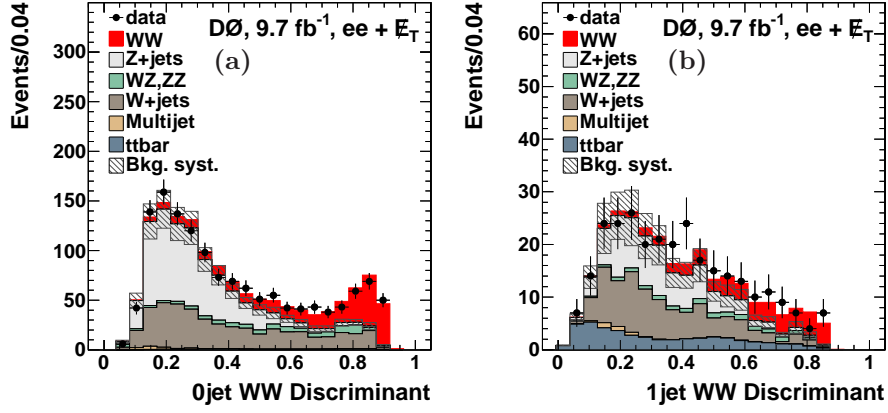 Events/0.04
350
300
250
200
150
100
50
0
data
WW
Z+jets
WZ,ZZ
W+jets
Multijet
ttbar
Bkg. syst.
DØ, 9.7 fb⁻¹, ee + E̸_T
(a)
0 0.2 0.4 0.6 0.8 1
0jet WW Discriminant
Events/0.04
60
50
40
30
20
10
0
data
WW
Z+jets
WZ,ZZ
W+jets
Multijet
ttbar
Bkg. syst.
DØ, 9.7 fb⁻¹, ee + E̸_T
(b)
0 0.2 0.4 0.6 0.8 1
1jet WW Discriminant